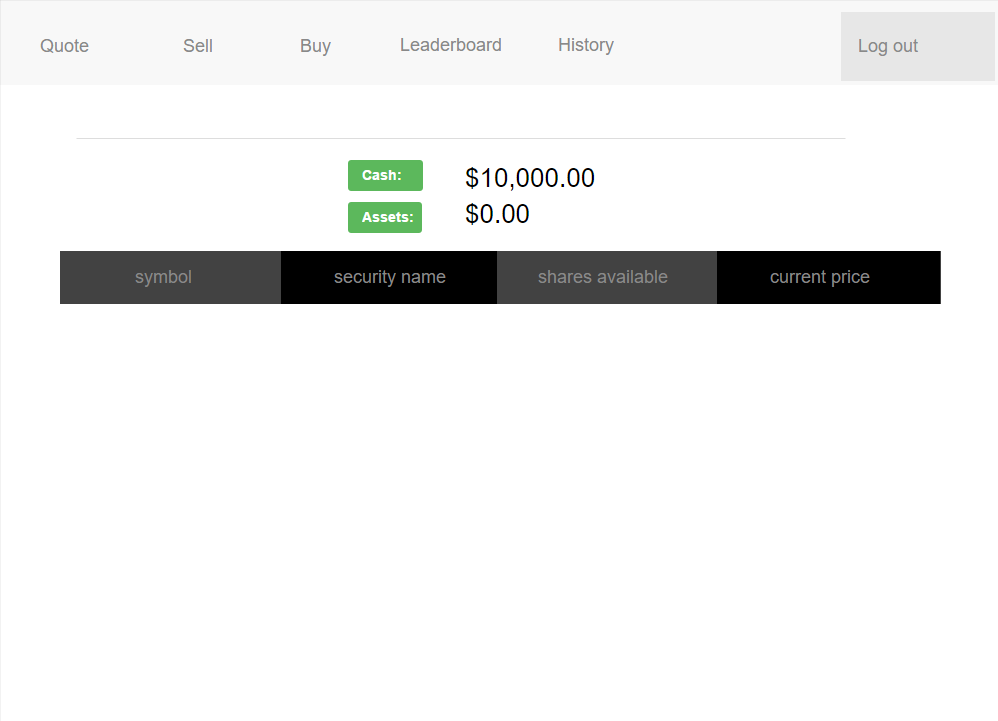 Quote Sell Buy Leaderboard History Log out
Cash: $10,000.00
Assets: $0.00
symbol security name shares available current price